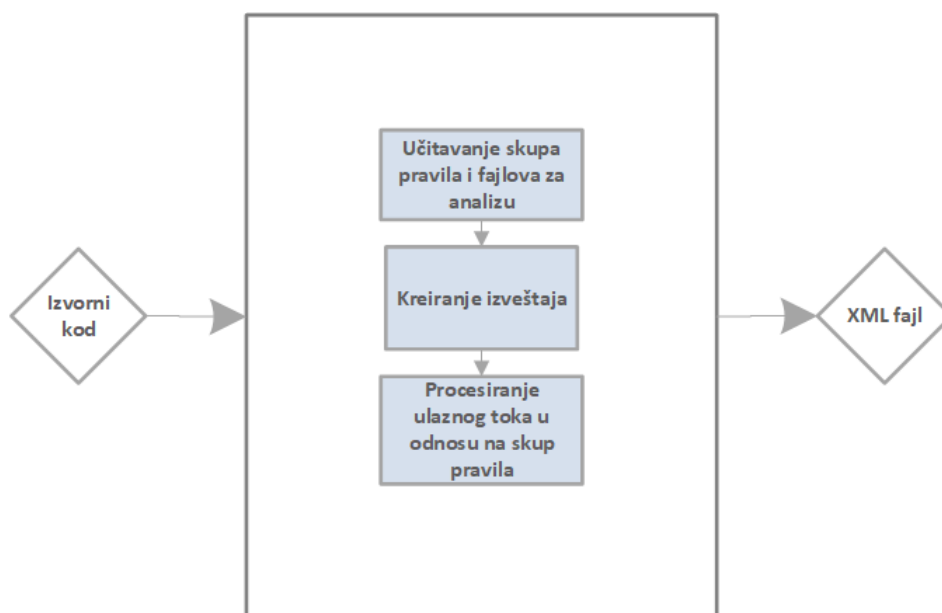 Učitavanje skupa
pravila i fajlova za
analizu
Izvorni
kod
Kreiranje izveštaja
XML fajl
Procesiranje
ulaznog toka u
odnosu na skup
pravila